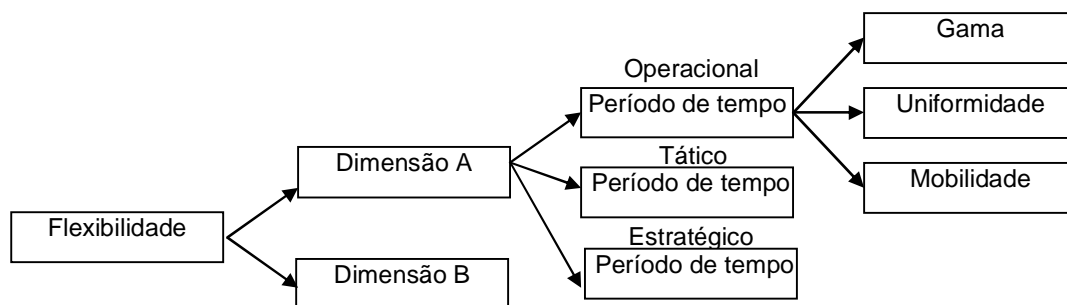 Gama
Operacional
Período de tempo
Uniformidade
Dimensão A
Tático
Período de tempo
Mobilidade
Flexibilidade
Estratégico
Período de tempo
Dimensão B